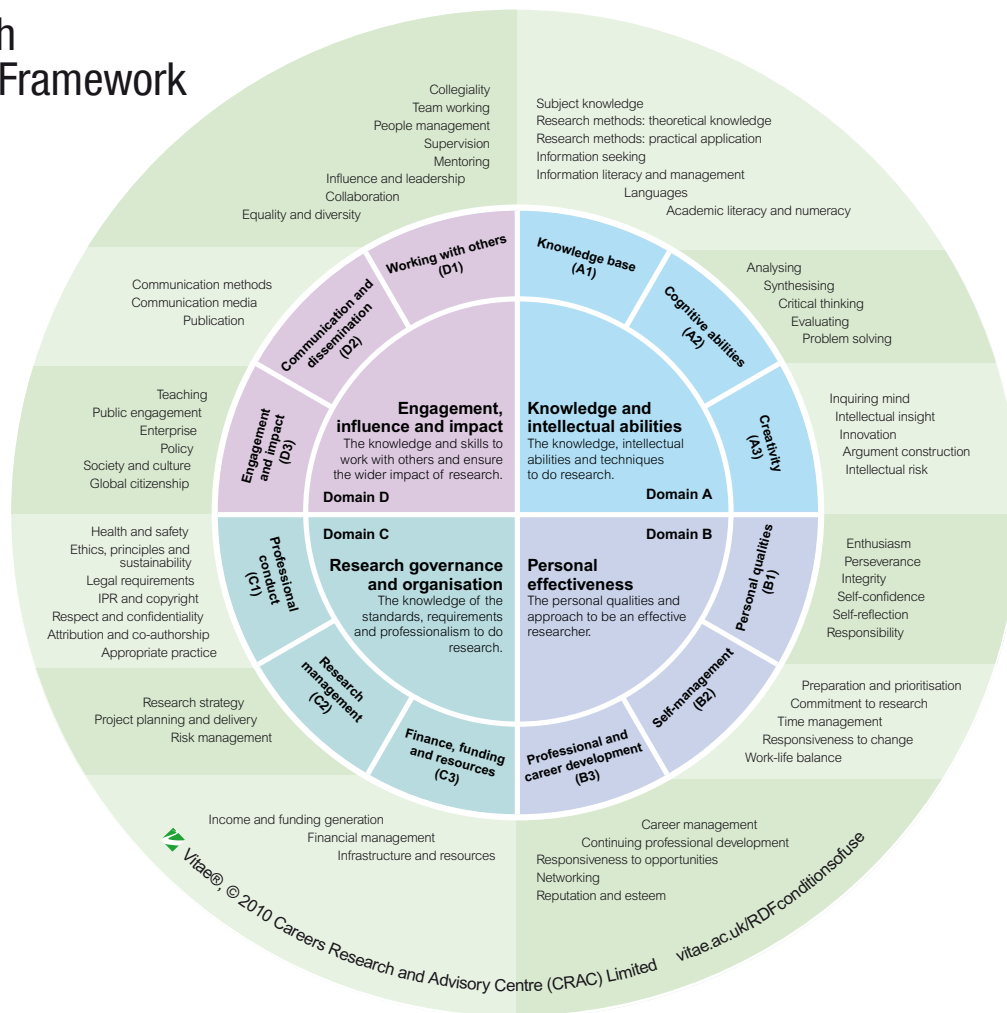 h
Framework
Collegiality
Team working
People management
Supervision
Mentoring
Influence and leadership
Collaboration
Equality and diversity
Subject knowledge
Research methods: theoretical knowledge
Research methods: practical application
Information seeking
Information literacy and management
Languages
Academic literacy and numeracy
Communication methods
Communication media
Publication
Analysing
Synthesising
Critical thinking
Evaluating
Problem solving
Teaching
Public engagement
Enterprise
Policy
Society and culture
Global citizenship
Inquiring mind
Intellectual insight
Innovation
Argument construction
Intellectual risk
Working with others
(D1)
Knowledge base
(A1)
Communication and
dissemination
(D2)
Cognitive abilities
(A2)
Engagement
and impact
(D3)
Creativity
(A3)
Engagement,
influence and impact
The knowledge and skills to
work with others and ensure
the wider impact of research.
Domain D
Knowledge and
intellectual abilities
The knowledge, intellectual
abilities and techniques
to do research.
Domain A
Domain C
Research governance
and organisation
The knowledge of the
standards, requirements
and professionalism to do
research.
Domain B
Personal
effectiveness
The personal qualities and
approach to be an effective
researcher.
Professional
conduct
(C1)
Personal qualities
(B1)
Research
management
(C2)
Self-management
(B2)
Finance, funding
and resources
(C3)
Professional and
career development
(B3)
Health and safety
Ethics, principles and
sustainability
Legal requirements
IPR and copyright
Respect and confidentiality
Attribution and co-authorship
Appropriate practice
Enthusiasm
Perseverance
Integrity
Self-confidence
Self-reflection
Responsibility
Research strategy
Project planning and delivery
Risk management
Preparation and prioritisation
Commitment to research
Time management
Responsiveness to change
Work-life balance
Income and funding generation
Financial management
Infrastructure and resources
Career management
Continuing professional development
Responsiveness to opportunities
Networking
Reputation and esteem
Vitae®, © 2010 Careers Research and Advisory Centre (CRAC) Limited
vitae.ac.uk/RDFconditionsofuse